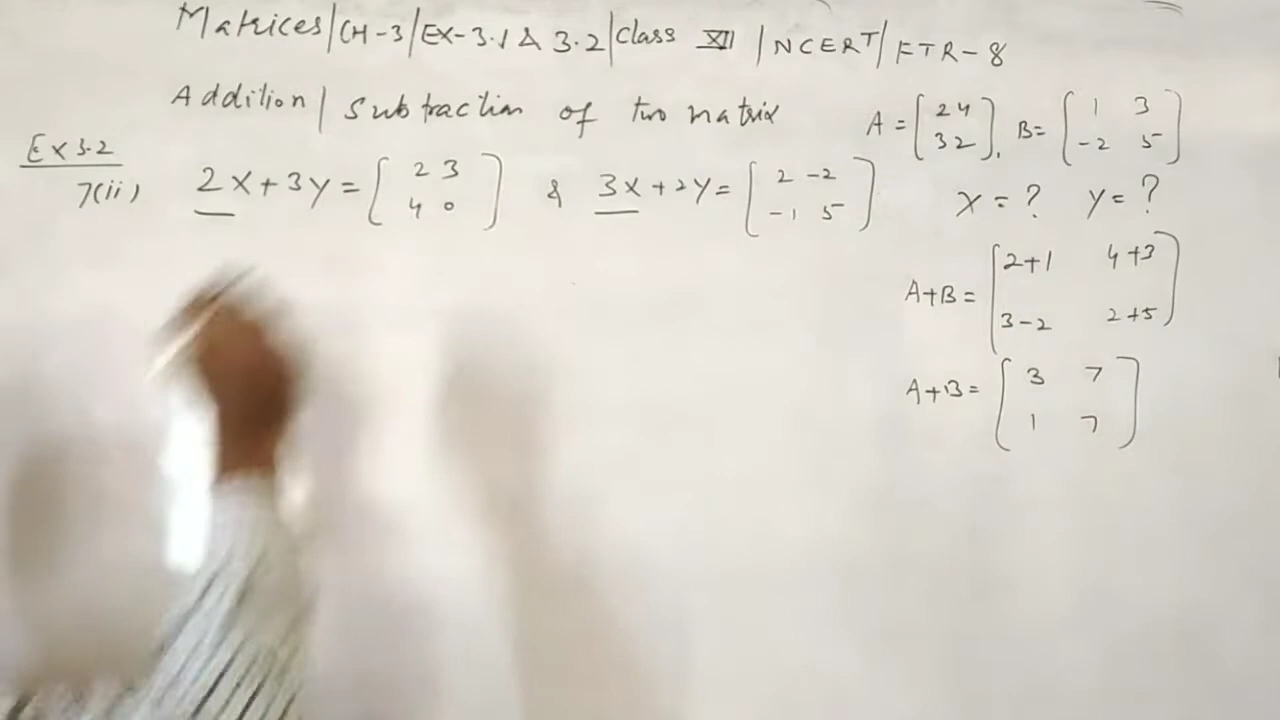 Matrices/CH-3/EX-3.1 & 3.2/Class XII/NCERT/FTR-8
Addition/Subtraction of two matrix
A = [2 4
3 2], B = [1 3
-2 5]
Ex 3.2
7(ii) 2X+3Y = [2 3
4 0] & 3X+2Y = [2 -2
-1 5]
X = ? Y = ?
A+B = [2+1 4+3
3-2 2+5]
A+B = [3 7
1 7]